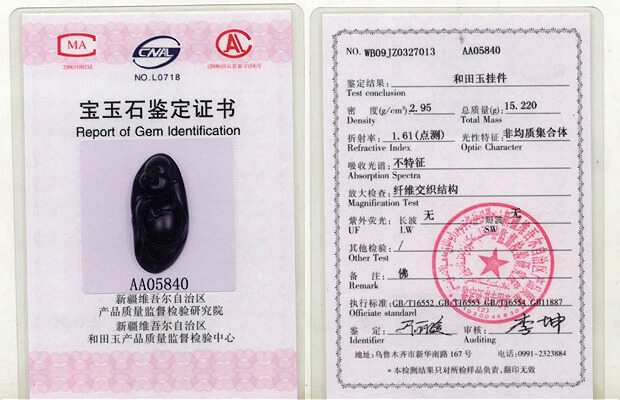 MA
CNAL
AL
NO.L0718
宝玉石鉴定证书
Report of Gem Identification
AA05840
新疆维吾尔自治区
产品质量监督检验研究院
新疆维吾尔自治区
和田玉产品质量监督检验中心
NO. WB09JZ0327013 AA05840
鉴定结果: 和田玉挂件
Test conclusion
密 度(g/cm³): 2.95 总质量(g): 15.220
Density Total Mass
折射率: 1.61(点测) 光性特征: 非均质集合体
Refractive Index Optic Character
吸收光谱: 不特征
Absorption Spectra
放大检查: 纤维交织结构
Magnification Test
紫外荧光: 长波 无 短波 无
UF LW SW
其他检验: /
Other Test
备 注: 佛
Remark
执行标准: GB/T16552 GB/T16553 GB/T16554 GB11887
Officiate standard
鉴 定: 审核: 李坤
Identifier Auditing
地址:乌鲁木齐市新华南路 167 号 电话:0991-2323884
*本检测结果只对所检样品负责,翻印无效